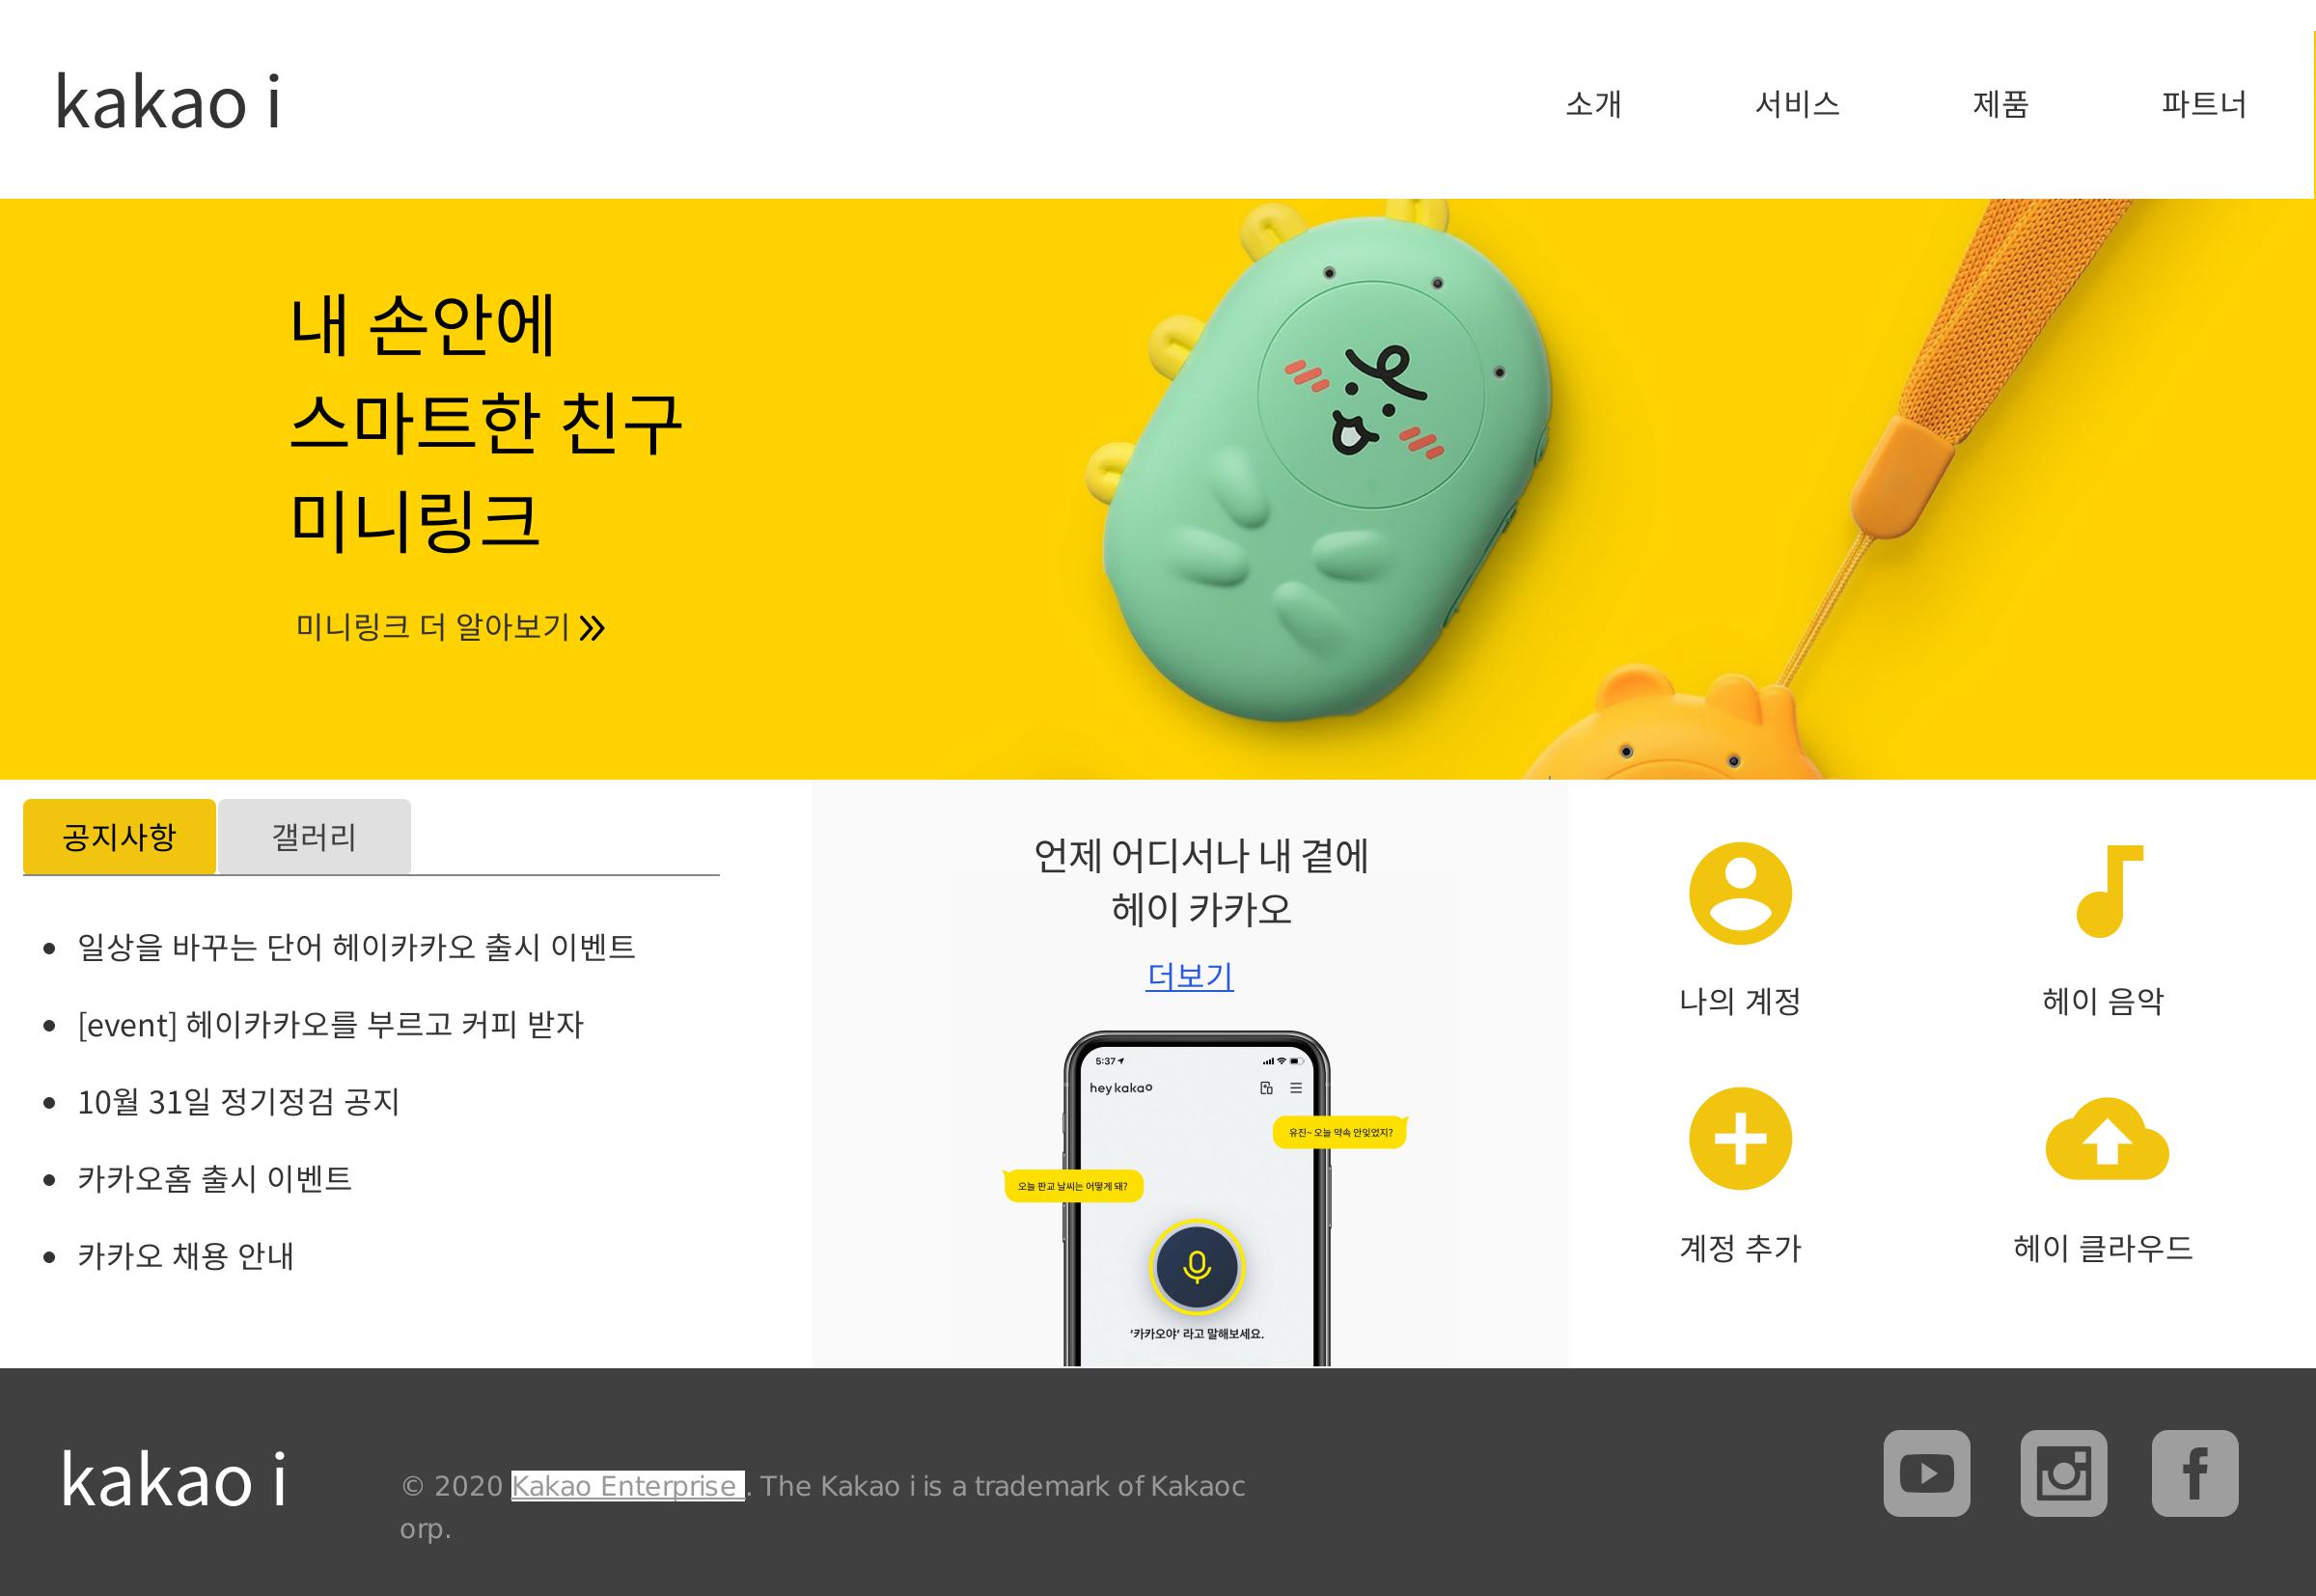 kakao i
소개 서비스 제품 파트너
내 손안에
스마트한 친구
미니링크
미니링크 더 알아보기
공지사항 갤러리
일상을 바꾸는 단어 헤이카카오 출시 이벤트
[event] 헤이카카오를 부르고 커피 받자
10월 31일 정기정검 공지
카카오홈 출시 이벤트
카카오 채용 안내
언제 어디서나 내 곁에
헤이 카카오
더보기
5:37
hey kakao
유진~ 오늘 약속 안잊었지?
오늘 판교 날씨는 어떻게 돼?
‘카카오야’ 라고 말해보세요.
나의 계정 헤이 음악
계정 추가 헤이 클라우드
kakao i
© 2020 Kakao Enterprise . The Kakao i is a trademark of Kakaoc
orp.